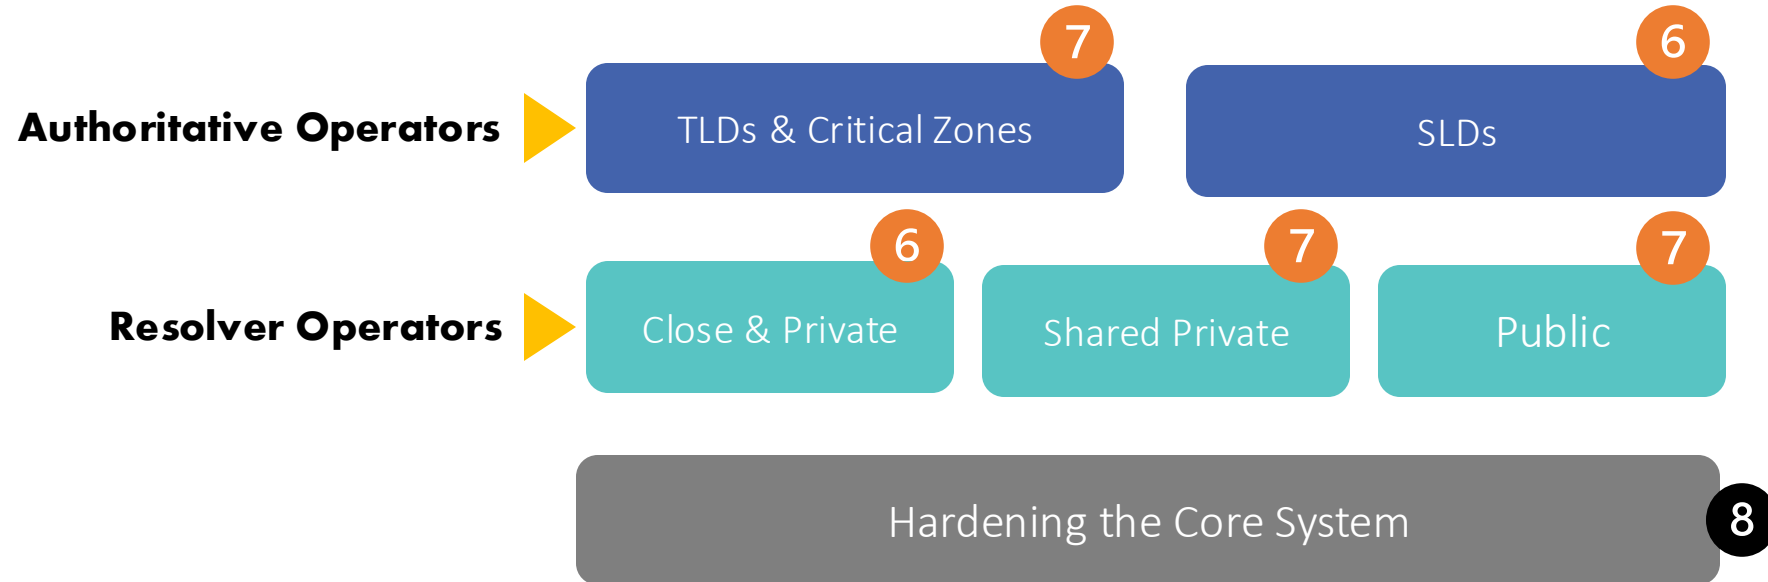 7
6
Authoritative Operators
TLDs & Critical Zones
SLDs
6
7
7
Resolver Operators
Close & Private
Shared Private
Public
Hardening the Core System
8